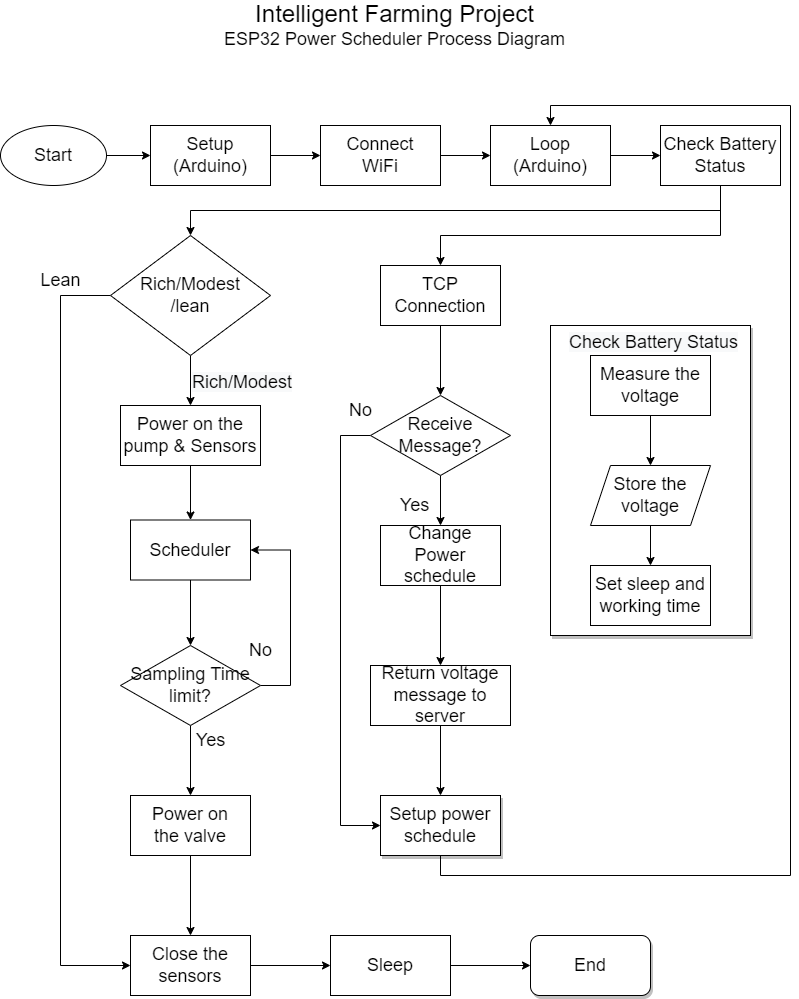 Intelligent Farming Project
ESP32 Power Scheduler Process Diagram
Start
Setup
(Arduino)
Connect
WiFi
Loop
(Arduino)
Check Battery
Status
Lean
Rich/Modest
/lean
Rich/Modest
Power on the
pump & Sensors
Scheduler
No
Sampling Time
limit?
Yes
Power on
the valve
Close the
sensors
Sleep
End
TCP
Connection
No
Receive
Message?
Yes
Change
Power
schedule
Return voltage
message to
server
Setup power
schedule
Check Battery Status
Measure the
voltage
Store the
voltage
Set sleep and
working time